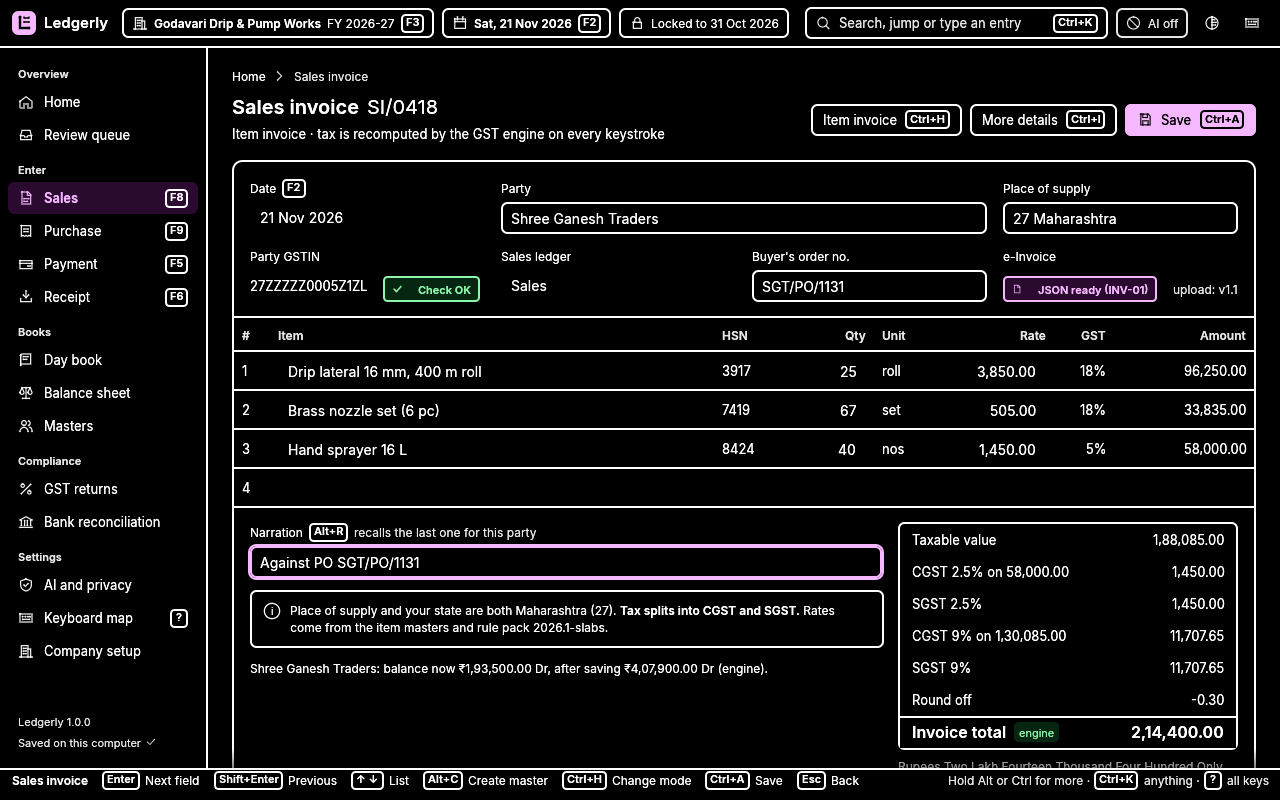 Ledgerly
Godavari Drip & Pump Works FY 2026-27 F3
Sat, 21 Nov 2026 F2
Locked to 31 Oct 2026
Search, jump or type an entry Ctrl+K
AI off
Overview
Home
Review queue
Enter
Sales F8
Purchase F9
Payment F5
Receipt F6
Books
Day book
Balance sheet
Masters
Compliance
GST returns
Bank reconciliation
Settings
AI and privacy
Keyboard map ?
Company setup
Ledgerly 1.0.0
Saved on this computer
Home > Sales invoice
Sales invoice SI/0418
Item invoice · tax is recomputed by the GST engine on every keystroke
Item invoice Ctrl+H
More details Ctrl+I
Save Ctrl+A
Date F2 Party Place of supply
21 Nov 2026 Shree Ganesh Traders 27 Maharashtra
Party GSTIN Sales ledger Buyer's order no. e-Invoice
27ZZZZZ0005Z1ZL Check OK Sales SGT/PO/1131 JSON ready (INV-01) upload: v1.1
# Item HSN Qty Unit Rate GST Amount
1 Drip lateral 16 mm, 400 m roll 3917 25 roll 3,850.00 18% 96,250.00
2 Brass nozzle set (6 pc) 7419 67 set 505.00 18% 33,835.00
3 Hand sprayer 16 L 8424 40 nos 1,450.00 5% 58,000.00
4
Narration Alt+R recalls the last one for this party
Against PO SGT/PO/1131
Place of supply and your state are both Maharashtra (27). Tax splits into CGST and SGST. Rates
come from the item masters and rule pack 2026.1-slabs.
Shree Ganesh Traders: balance now ₹1,93,500.00 Dr, after saving ₹4,07,900.00 Dr (engine).
Taxable value 1,88,085.00
CGST 2.5% on 58,000.00 1,450.00
SGST 2.5% 1,450.00
CGST 9% on 1,30,085.00 11,707.65
SGST 9% 11,707.65
Round off -0.30
Invoice total engine 2,14,400.00
Rupees Two Lakh Fourteen Thousand Four Hundred Only
Sales invoice Enter Next field Shift+Enter Previous ↑ ↓ List Alt+C Create master Ctrl+H Change mode Ctrl+A Save Esc Back Hold Alt or Ctrl for more · Ctrl+K anything · ? all keys